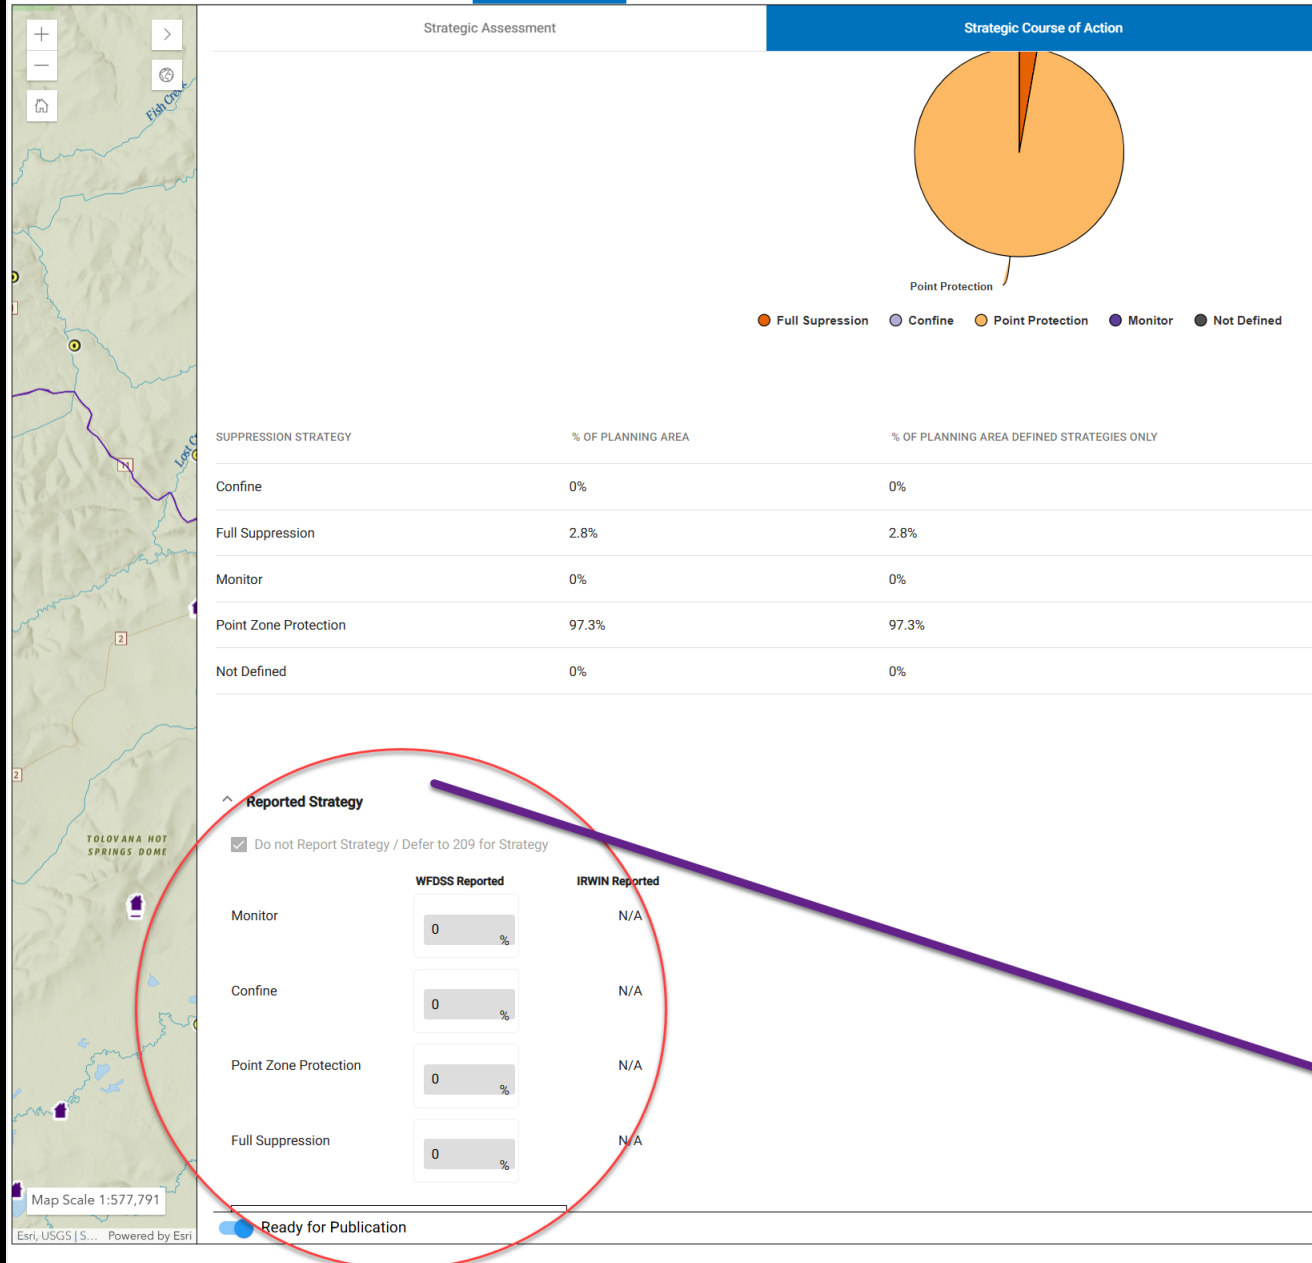 Strategic Assessment
Strategic Course of Action
Fish Creek
Point Protection
Full Supression
Confine
Point Protection
Monitor
Not Defined
SUPPRESSION STRATEGY
% OF PLANNING AREA
% OF PLANNING AREA DEFINED STRATEGIES ONLY
Confine 0% 0%
Full Suppression 2.8% 2.8%
Monitor 0% 0%
Point Zone Protection 97.3% 97.3%
Not Defined 0% 0%
Lost
11
2
2
TOLOVANA HOT
SPRINGS DOME
Reported Strategy
Do not Report Strategy / Defer to 209 for Strategy
WFDSS Reported IRWIN Reported
Monitor 0 % N/A
Confine 0 % N/A
Point Zone Protection 0 % N/A
Full Suppression 0 % N/A
Map Scale 1:577,791
Ready for Publication
Esri, USGS | S... Powered by Esri